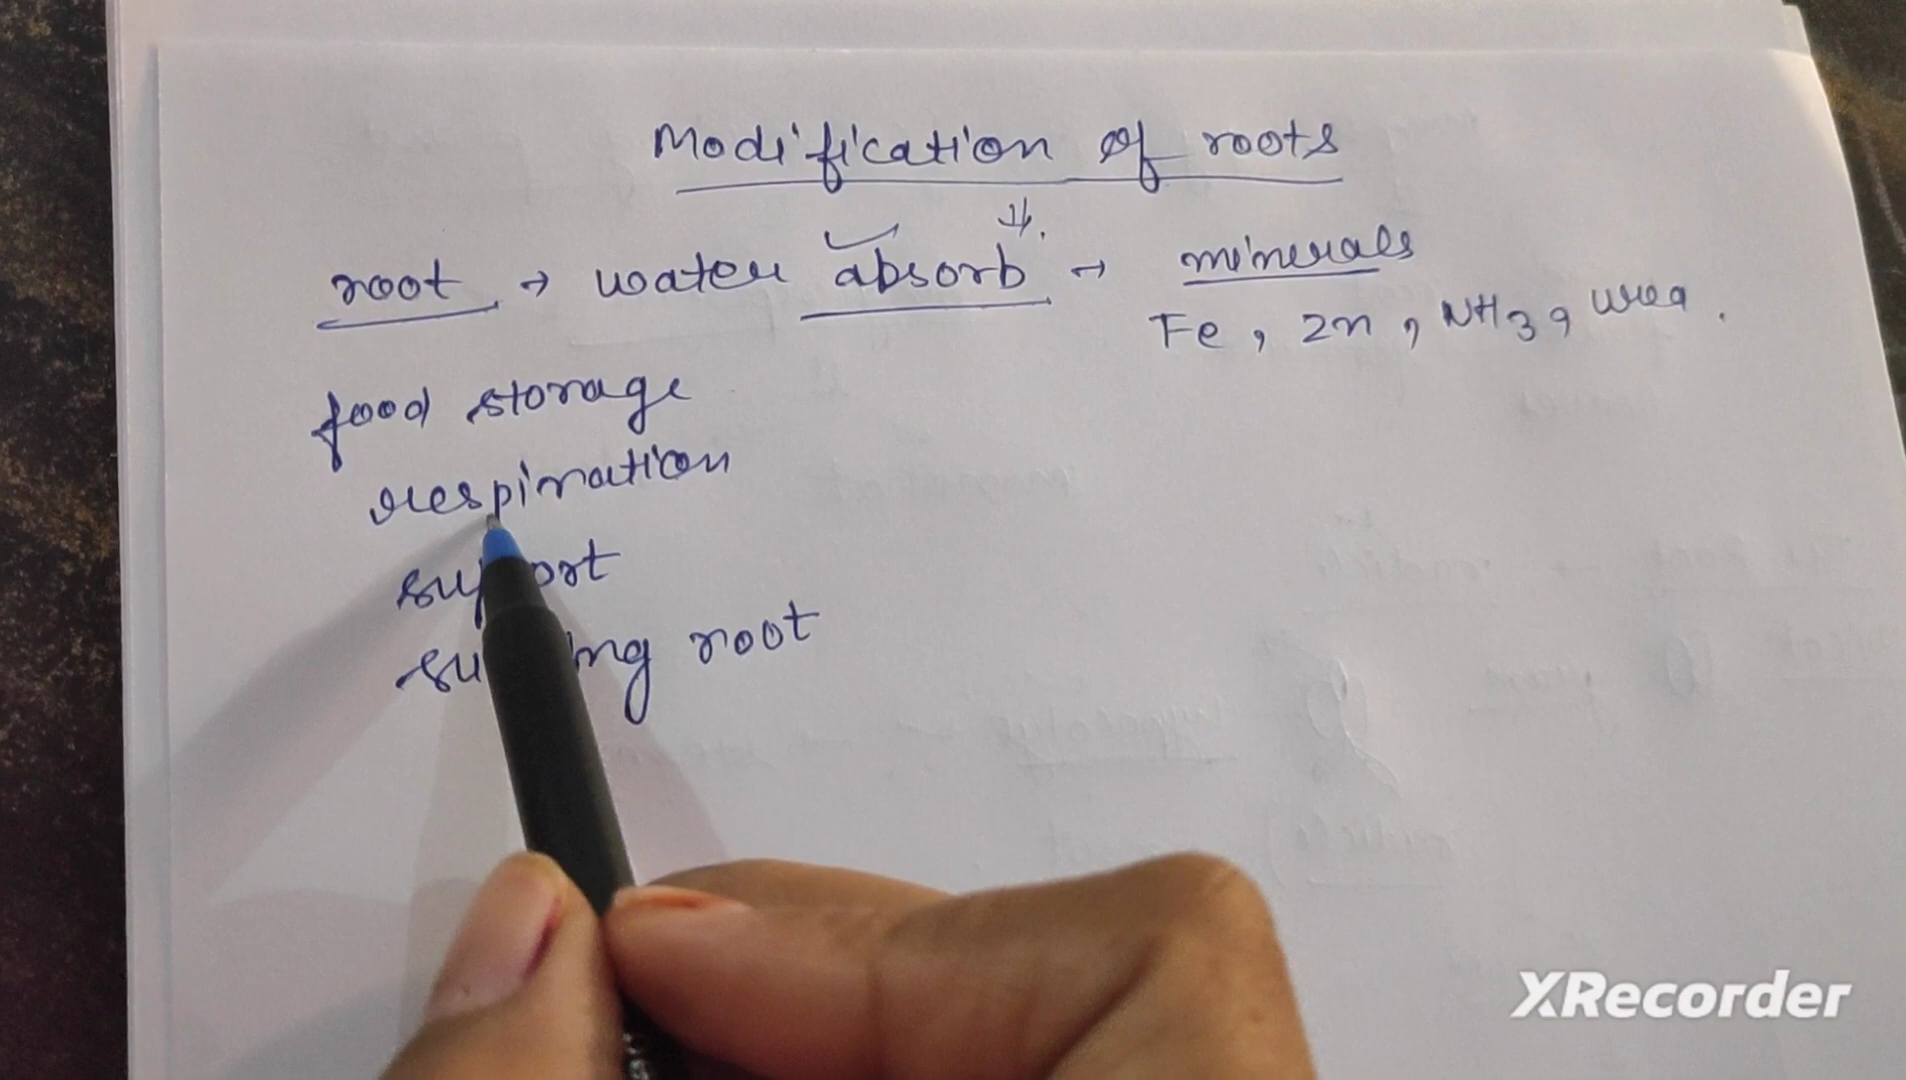 Modification of roots
root → water absorb → minerals
Fe, Zn, NH3, urea.
food storage
respiration
root
XRecorder